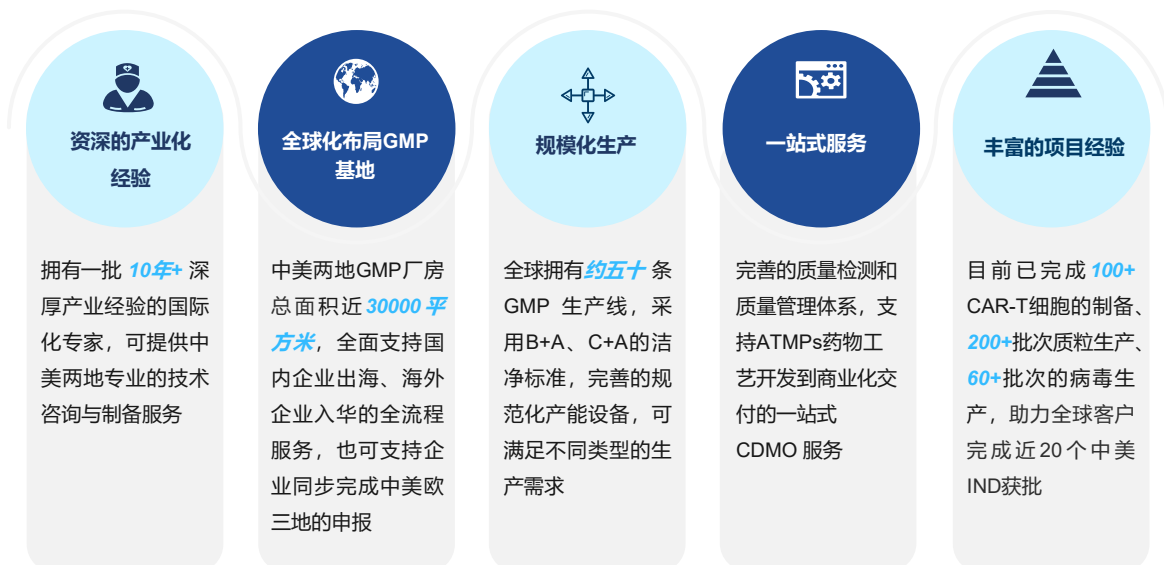 资深的产业化
经验
拥有一批 10年+ 深
厚产业经验的国际
化专家，可提供中
美两地专业的技术
咨询与制备服务
全球化布局GMP
基地
中美两地GMP厂房
总面积近30000 平
方米，全面支持国
内企业出海、海外
企业入华的全流程
服务，也可支持企
业同步完成中美欧
三地的申报
规模化生产
全球拥有约五十 条
GMP 生产线，采
用B+A、C+A的洁
净标准，完善的规
范化产能设备，可
满足不同类型的生
产需求
一站式服务
完善的质量检测和
质量管理体系，支
持ATMPs药物工
艺开发到商业化交
付的一站式
CDMO 服务
丰富的项目经验
目前已完成100+
CAR-T细胞的制备、
200+批次质粒生产、
60+批次的病毒生
产，助力全球客户
完成近20个中美
IND获批